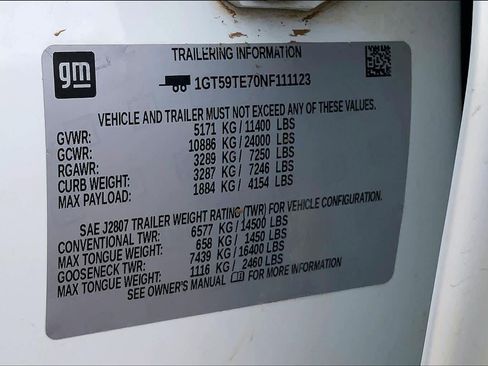 gm
TRAILERING INFORMATION
1GT59TE70NF111123
VEHICLE AND TRAILER MUST NOT EXCEED ANY OF THESE VALUES.
GVWR: 5171 KG / 11400 LBS
GCWR: 10886 KG / 24000 LBS
RGAWR: 3289 KG / 7250 LBS
CURB WEIGHT: 3287 KG / 7246 LBS
MAX PAYLOAD: 1884 KG / 4154 LBS
SAE J2807 TRAILER WEIGHT RATING (TWR) FOR VEHICLE CONFIGURATION.
CONVENTIONAL TWR: 6577 KG / 14500 LBS
MAX TONGUE WEIGHT: 658 KG / 1450 LBS
GOOSENECK TWR: 7439 KG / 16400 LBS
MAX TONGUE WEIGHT: 1116 KG / 2460 LBS
SEE OWNER'S MANUAL FOR MORE INFORMATION